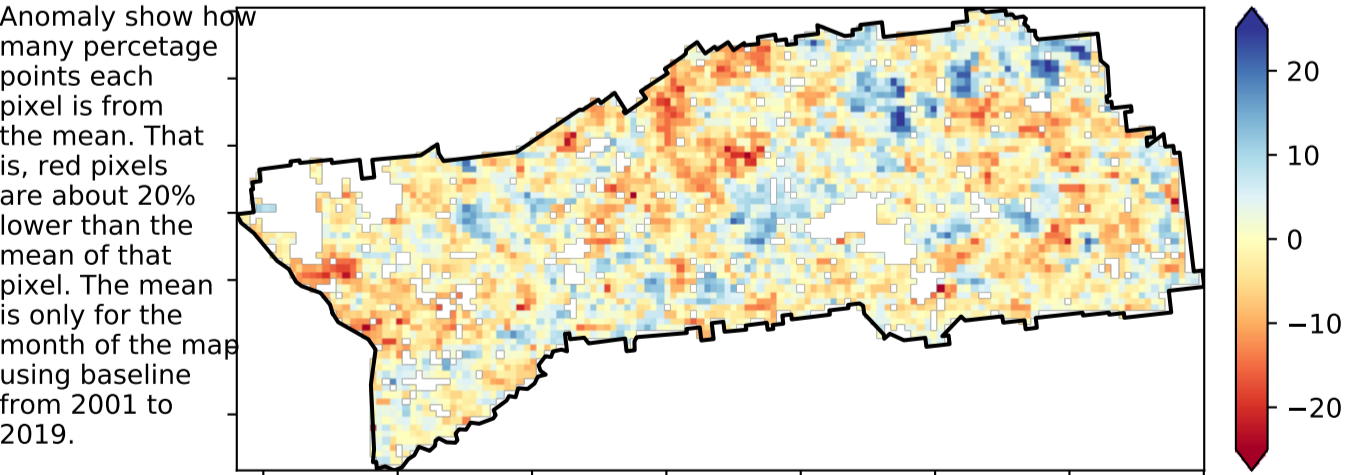 Anomaly show how
many percetage
points each
pixel is from
the mean. That
is, red pixels
are about 20%
lower than the
mean of that
pixel. The mean
is only for the
month of the map
using baseline
from 2001 to
2019.
20
10
0
−10
−20